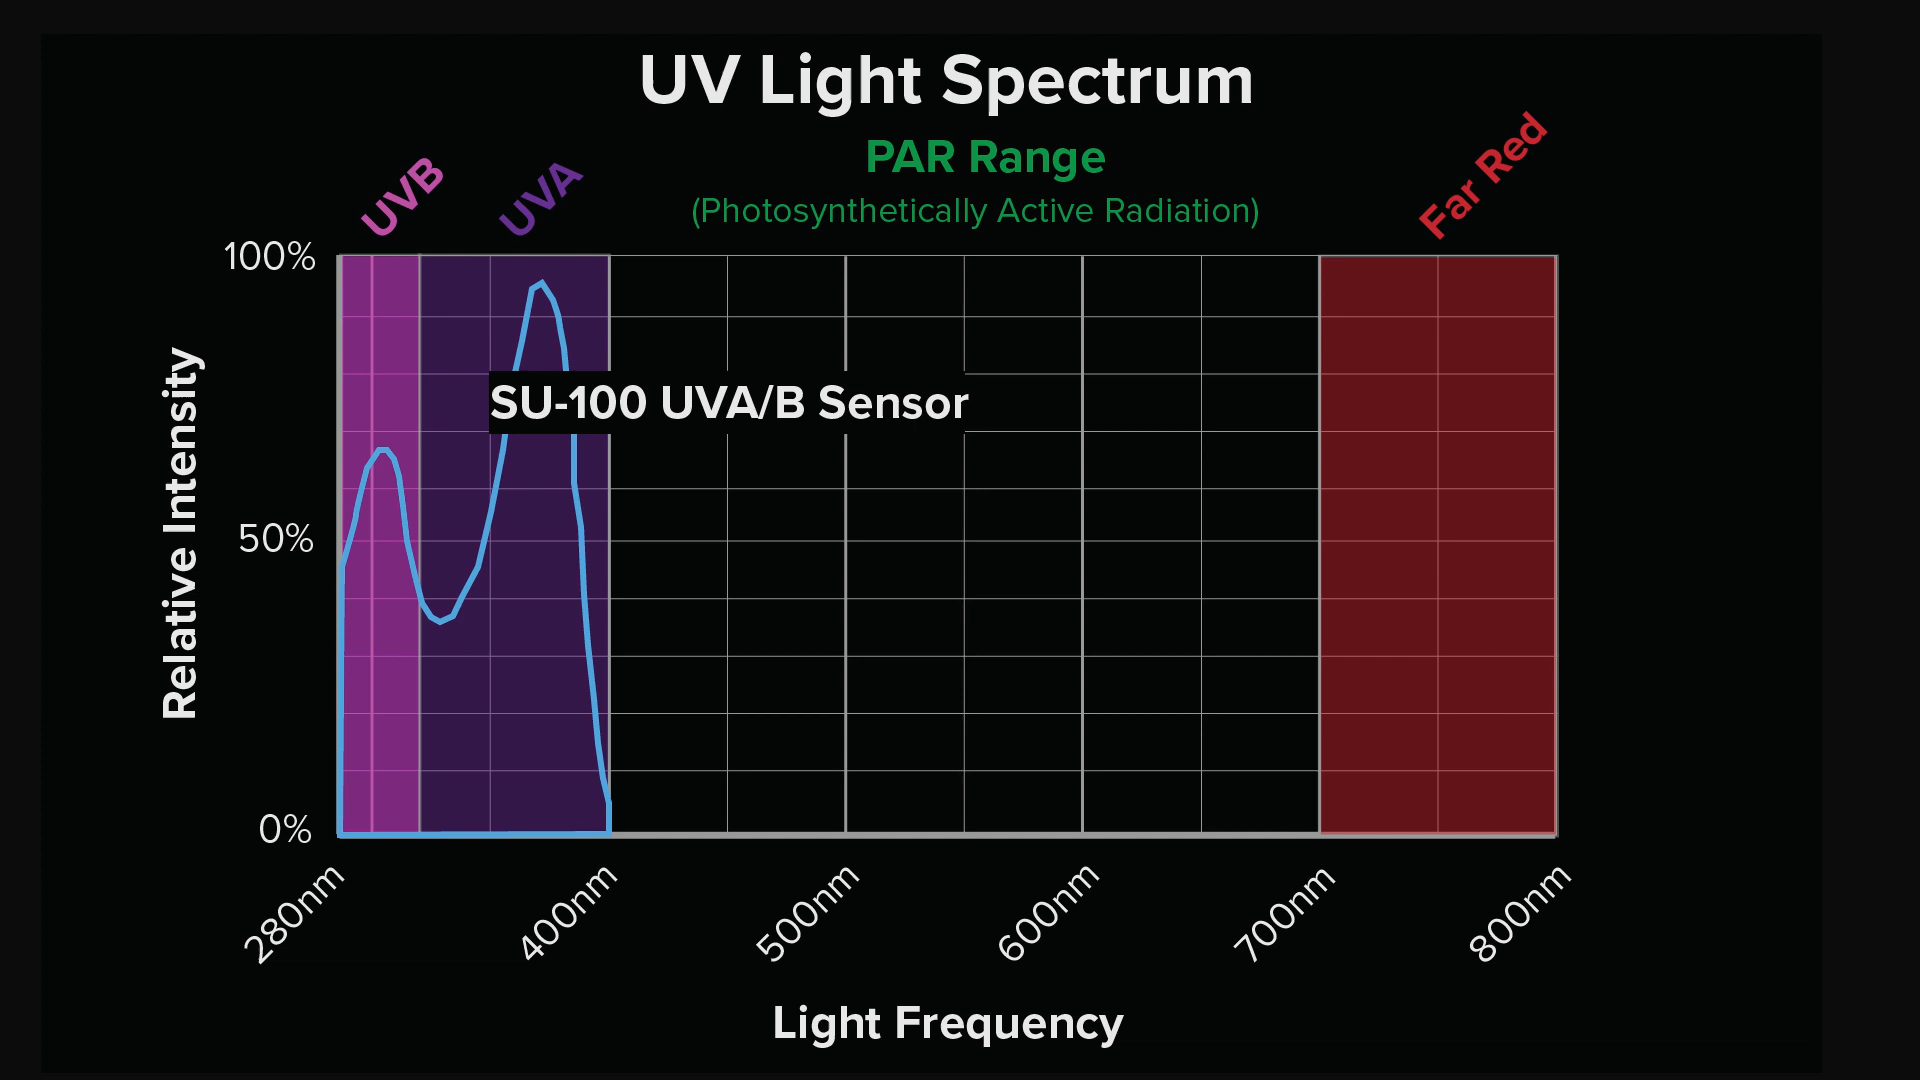 UV Light Spectrum
PAR Range
(Photosynthetically Active Radiation)
UVB
UVA
Far Red
100%
50%
0%
Relative Intensity
SU-100 UVA/B Sensor
280nm
400nm
500nm
600nm
700nm
800nm
Light Frequency